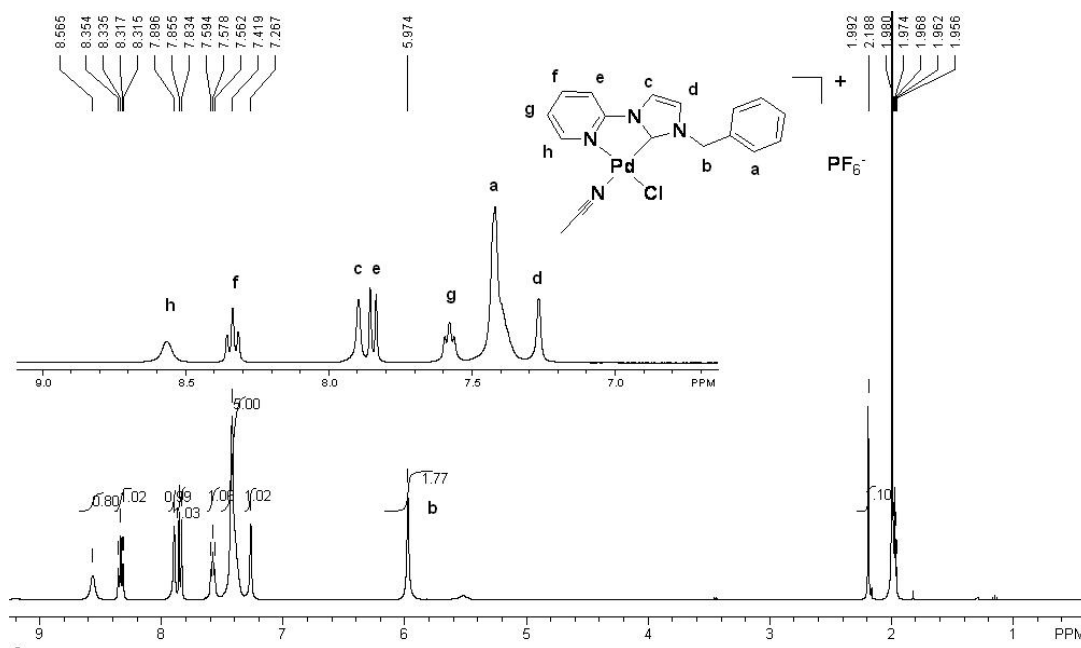 8.565 8.354 8.335 8.317 8.315 7.896 7.855 7.834 7.594 7.578 7.562 7.419 7.267 5.974 1.992 2.188 1.980 1.974 1.968 1.962 1.956
f e c d + 
g N N
h N b a PF6-
Pd
N Cl
a
h f c e g d
9.0 8.5 8.0 7.5 7.0 PPM
5.00
0.80 1.02 0.99 1.06 1.02 1.77 .10
.03 b
9 8 7 6 5 4 3 2 1 PPM